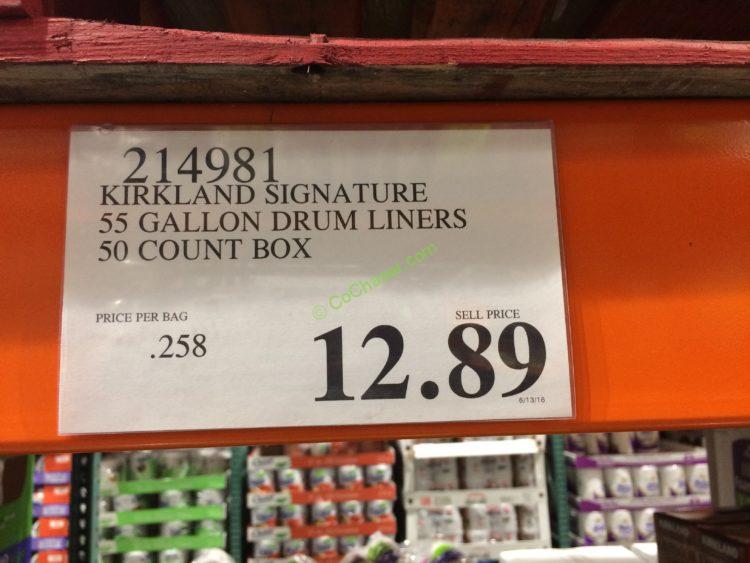 214981
KIRKLAND SIGNATURE
55 GALLON DRUM LINERS
50 COUNT BOX
© CoChaser.com
PRICE PER BAG
.258
SELL PRICE
12.89
6/13/16
KIRKLAND